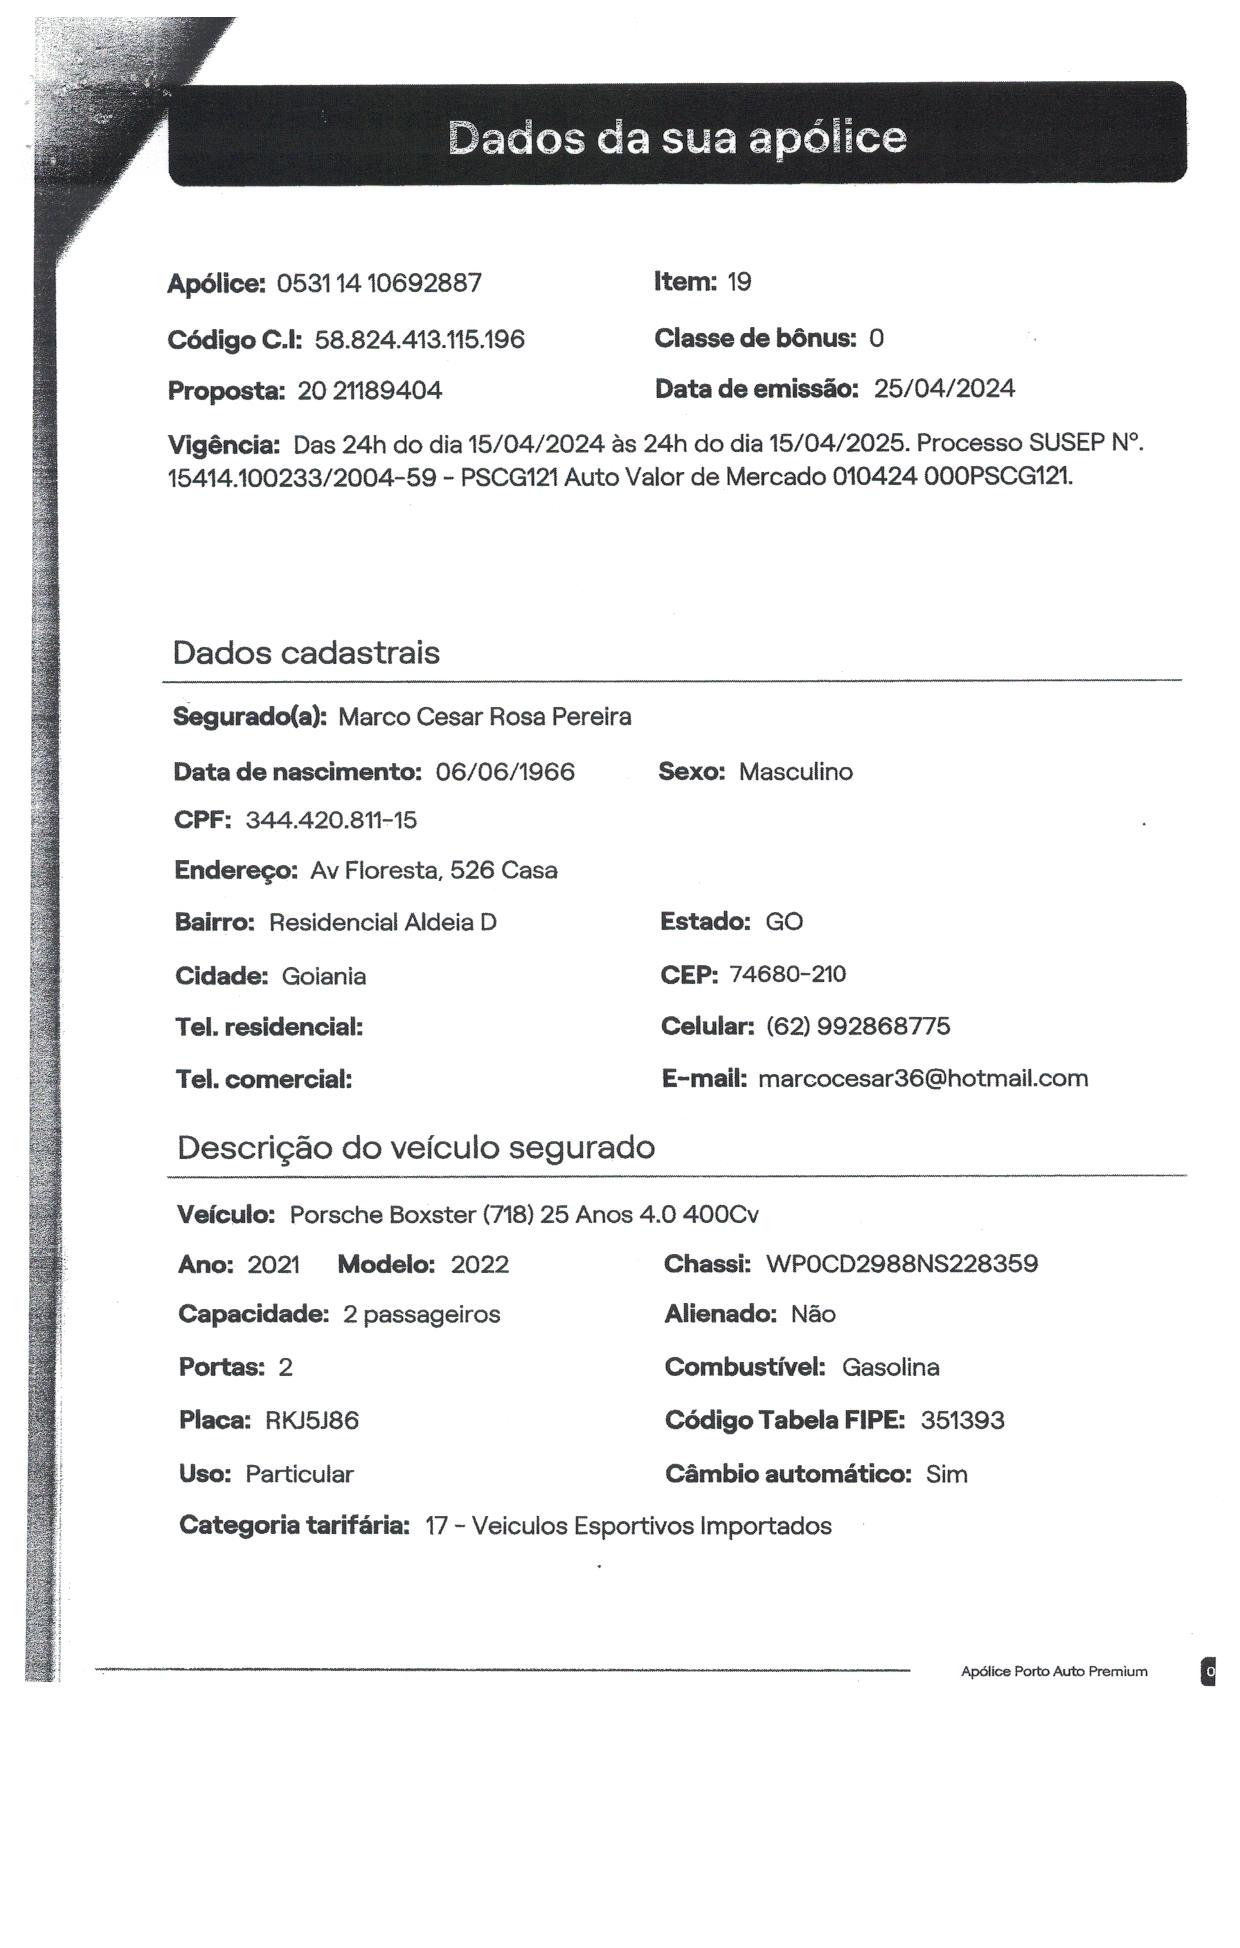 Dados da sua apólice
Apólice: 0531 14 10692887 Item: 19
Código C.I: 58.824.413.115.196 Classe de bônus: 0
Proposta: 20 21189404 Data de emissão: 25/04/2024
Vigência: Das 24h do dia 15/04/2024 às 24h do dia 15/04/2025. Processo SUSEP Nº.
15414.100233/2004-59 - PSCG121 Auto Valor de Mercado 010424 000PSCG121.
Dados cadastrais
Segurado(a): Marco Cesar Rosa Pereira
Data de nascimento: 06/06/1966 Sexo: Masculino
CPF: 344.420.811-15
Endereço: Av Floresta, 526 Casa
Bairro: Residencial Aldeia D Estado: GO
Cidade: Goiania CEP: 74680-210
Tel. residencial: Celular: (62) 992868775
Tel. comercial: E-mail: marcocesar36@hotmail.com
Descrição do veículo segurado
Veículo: Porsche Boxster (718) 25 Anos 4.0 400Cv
Ano: 2021 Modelo: 2022 Chassi: WP0CD2988NS228359
Capacidade: 2 passageiros Alienado: Não
Portas: 2 Combustível: Gasolina
Placa: RKJ5J86 Código Tabela FIPE: 351393
Uso: Particular Câmbio automático: Sim
Categoria tarifária: 17 - Veiculos Esportivos Importados
Apólice Porto Auto Premium 0